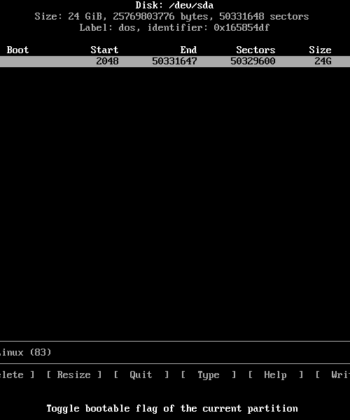 Disk: /dev/sda
Size: 24 GiB, 25769803776 bytes, 50331648 sectors
Label: dos, identifier: 0x165854df
Boot Start End Sectors Size
2048 50331647 50329600 24G
inux (83)
lete ] [ Resize ] [ Quit ] [ Type ] [ Help ] [ Wri
Toggle bootable flag of the current partition